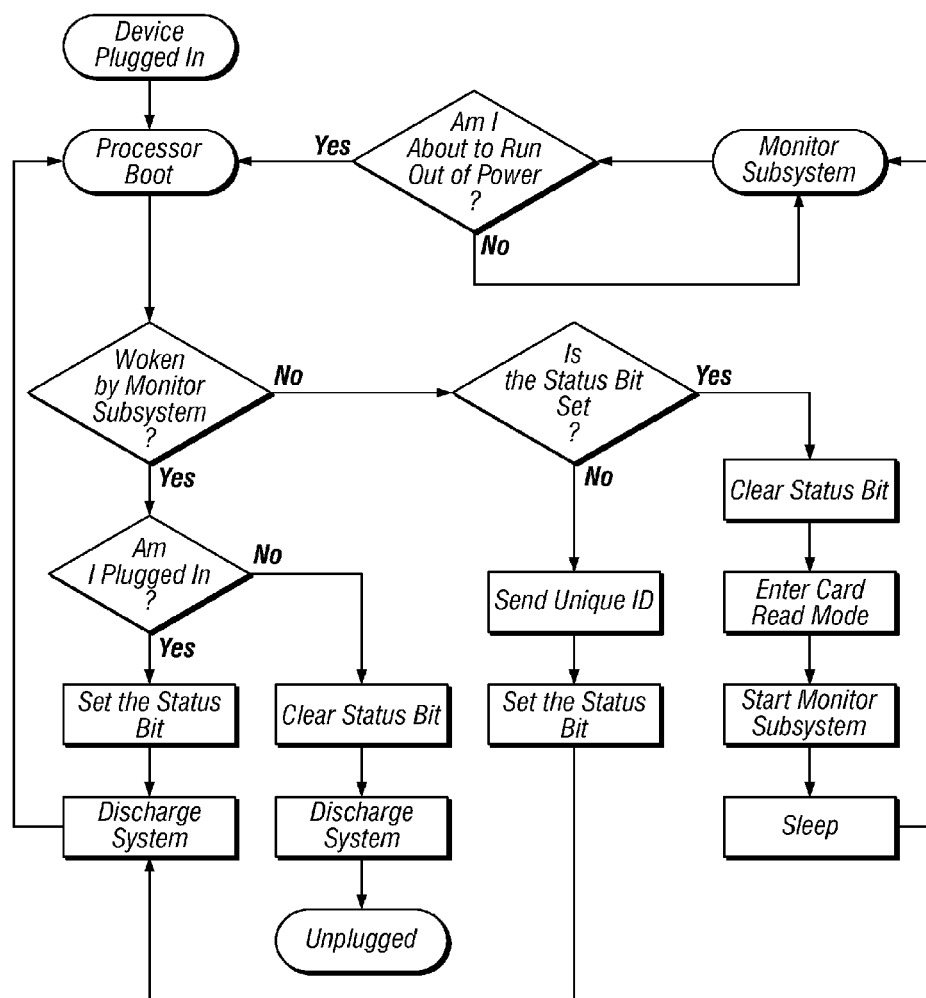 Device
Plugged In
Processor
Boot
Yes
Am I
About to Run
Out of Power
?
No
Monitor
Subsystem
Woken
by Monitor
Subsystem
?
No
Yes
Is
the Status Bit
Set
?
Yes
No
Clear Status Bit
Am
I Plugged In
?
No
Yes
Send Unique ID
Enter Card
Read Mode
Set the Status
Bit
Clear Status Bit
Set the Status
Bit
Start Monitor
Subsystem
Discharge
System
Discharge
System
Sleep
Unplugged